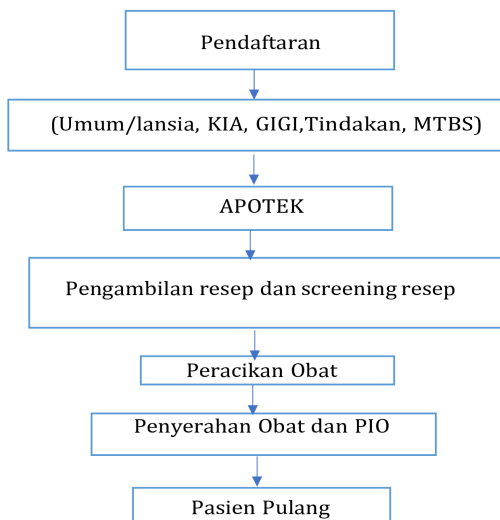 Pendaftaran
(Umum/lansia, KIA, GIGI,Tindakan, MTBS)
APOTEK
Pengambilan resep dan screening resep
Peracikan Obat
Penyerahan Obat dan PIO
Pasien Pulang